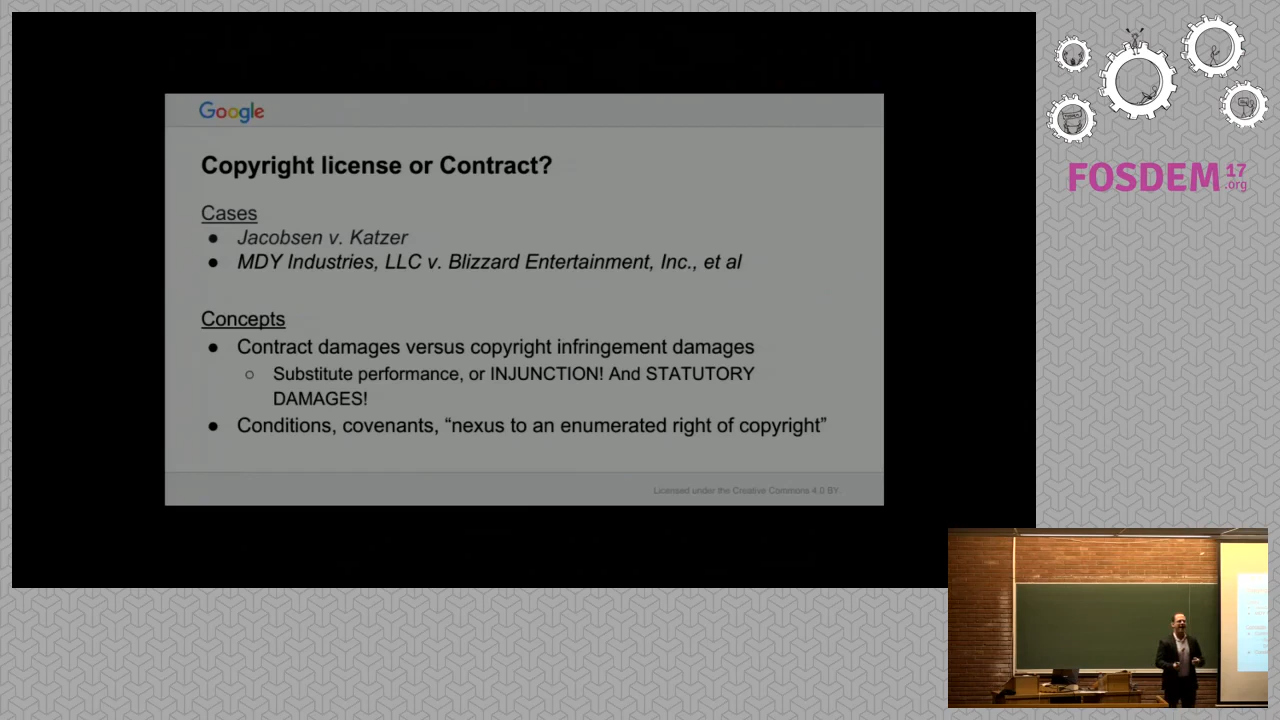 Google
Copyright license or Contract?
Cases
● Jacobsen v. Katzer
● MDY Industries, LLC v. Blizzard Entertainment, Inc., et al
Concepts
● Contract damages versus copyright infringement damages
○ Substitute performance, or INJUNCTION! And STATUTORY
DAMAGES!
● Conditions, covenants, “nexus to an enumerated right of copyright”
Licensed under the Creative Commons 4.0 BY.
FOSDEM 17
.org